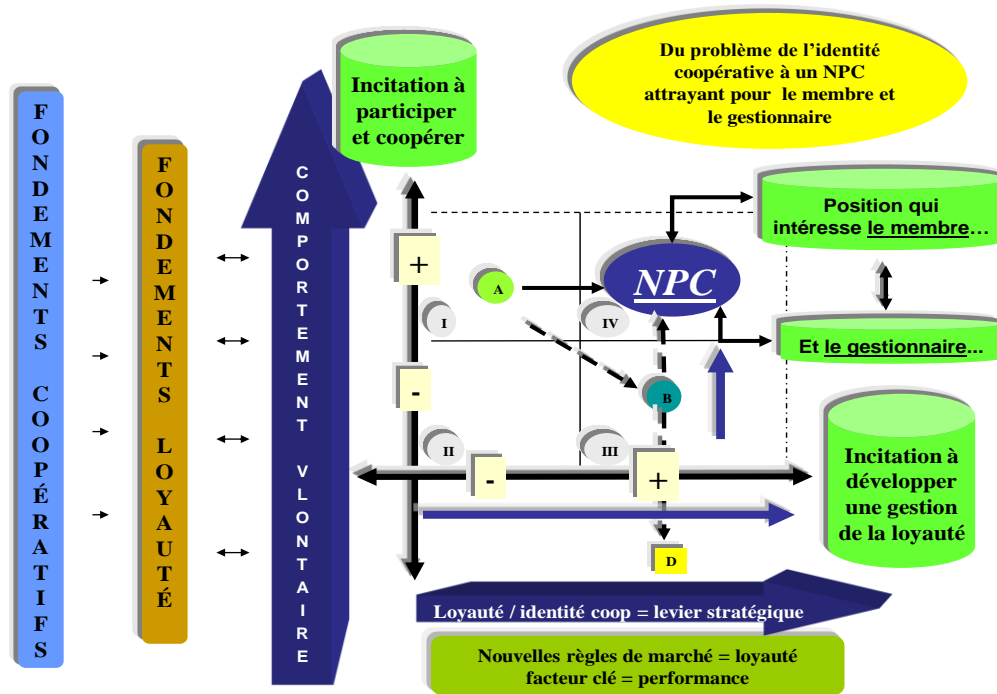 FONDEMENTS COOPÉRATIFS
FONDEMENTS LOYAUTÉ
COMPORTEMENT VLONTAIRE
Incitation à
participer
et coopérer
Du problème de l'identité
coopérative à un NPC
attrayant pour le membre et
le gestionnaire
Position qui
intéresse le membre…
Et le gestionnaire...
+
A
NPC
I
IV
-
B
II
III
-
+
D
Incitation à
développer
une gestion
de la loyauté
Loyauté / identité coop = levier stratégique
Nouvelles règles de marché = loyauté
facteur clé = performance